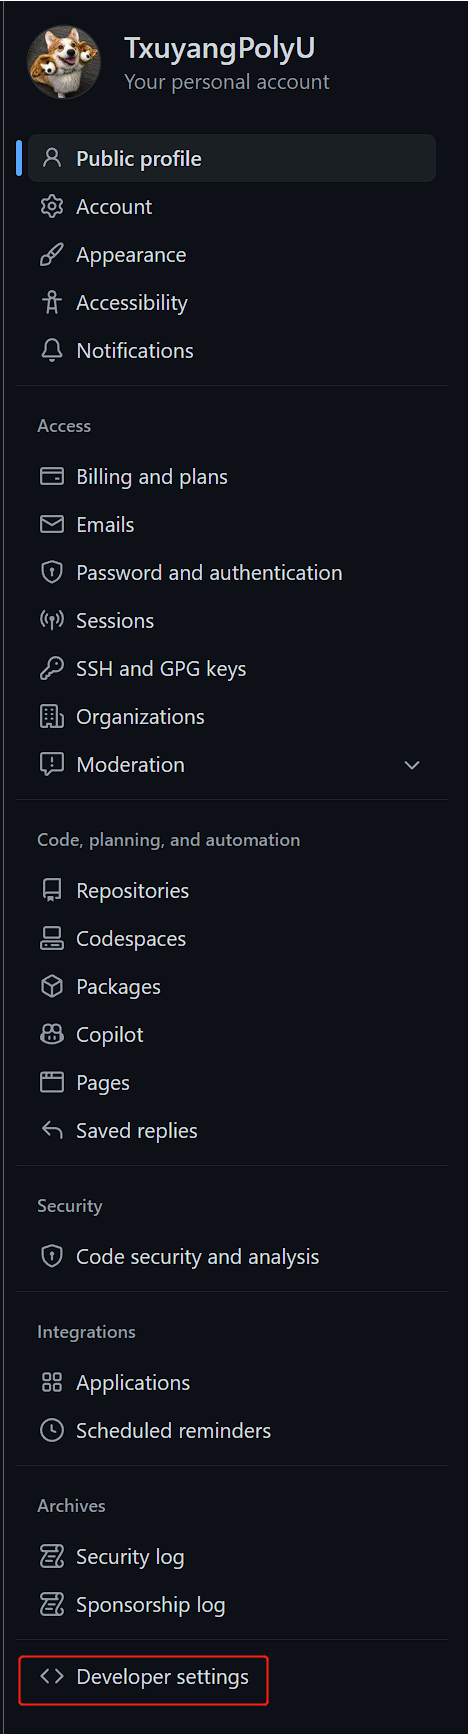 TxuyangPolyU
Your personal account
Public profile
Account
Appearance
Accessibility
Notifications
Access
Billing and plans
Emails
Password and authentication
Sessions
SSH and GPG keys
Organizations
Moderation
Code, planning, and automation
Repositories
Codespaces
Packages
Copilot
Pages
Saved replies
Security
Code security and analysis
Integrations
Applications
Scheduled reminders
Archives
Security log
Sponsorship log
Developer settings